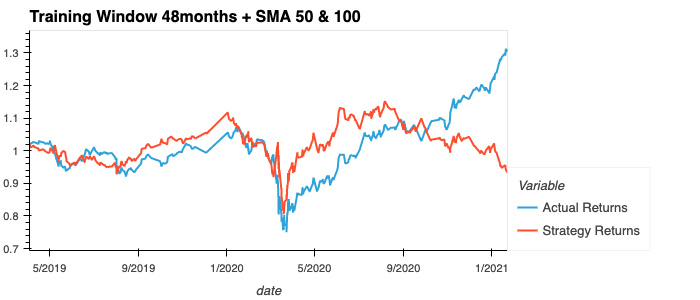 Training Window 48months + SMA 50 & 100
1.3
1.2
1.1
1
0.9
0.8
0.7
5/2019
9/2019
1/2020
5/2020
9/2020
1/2021
date
Variable
Actual Returns
Strategy Returns